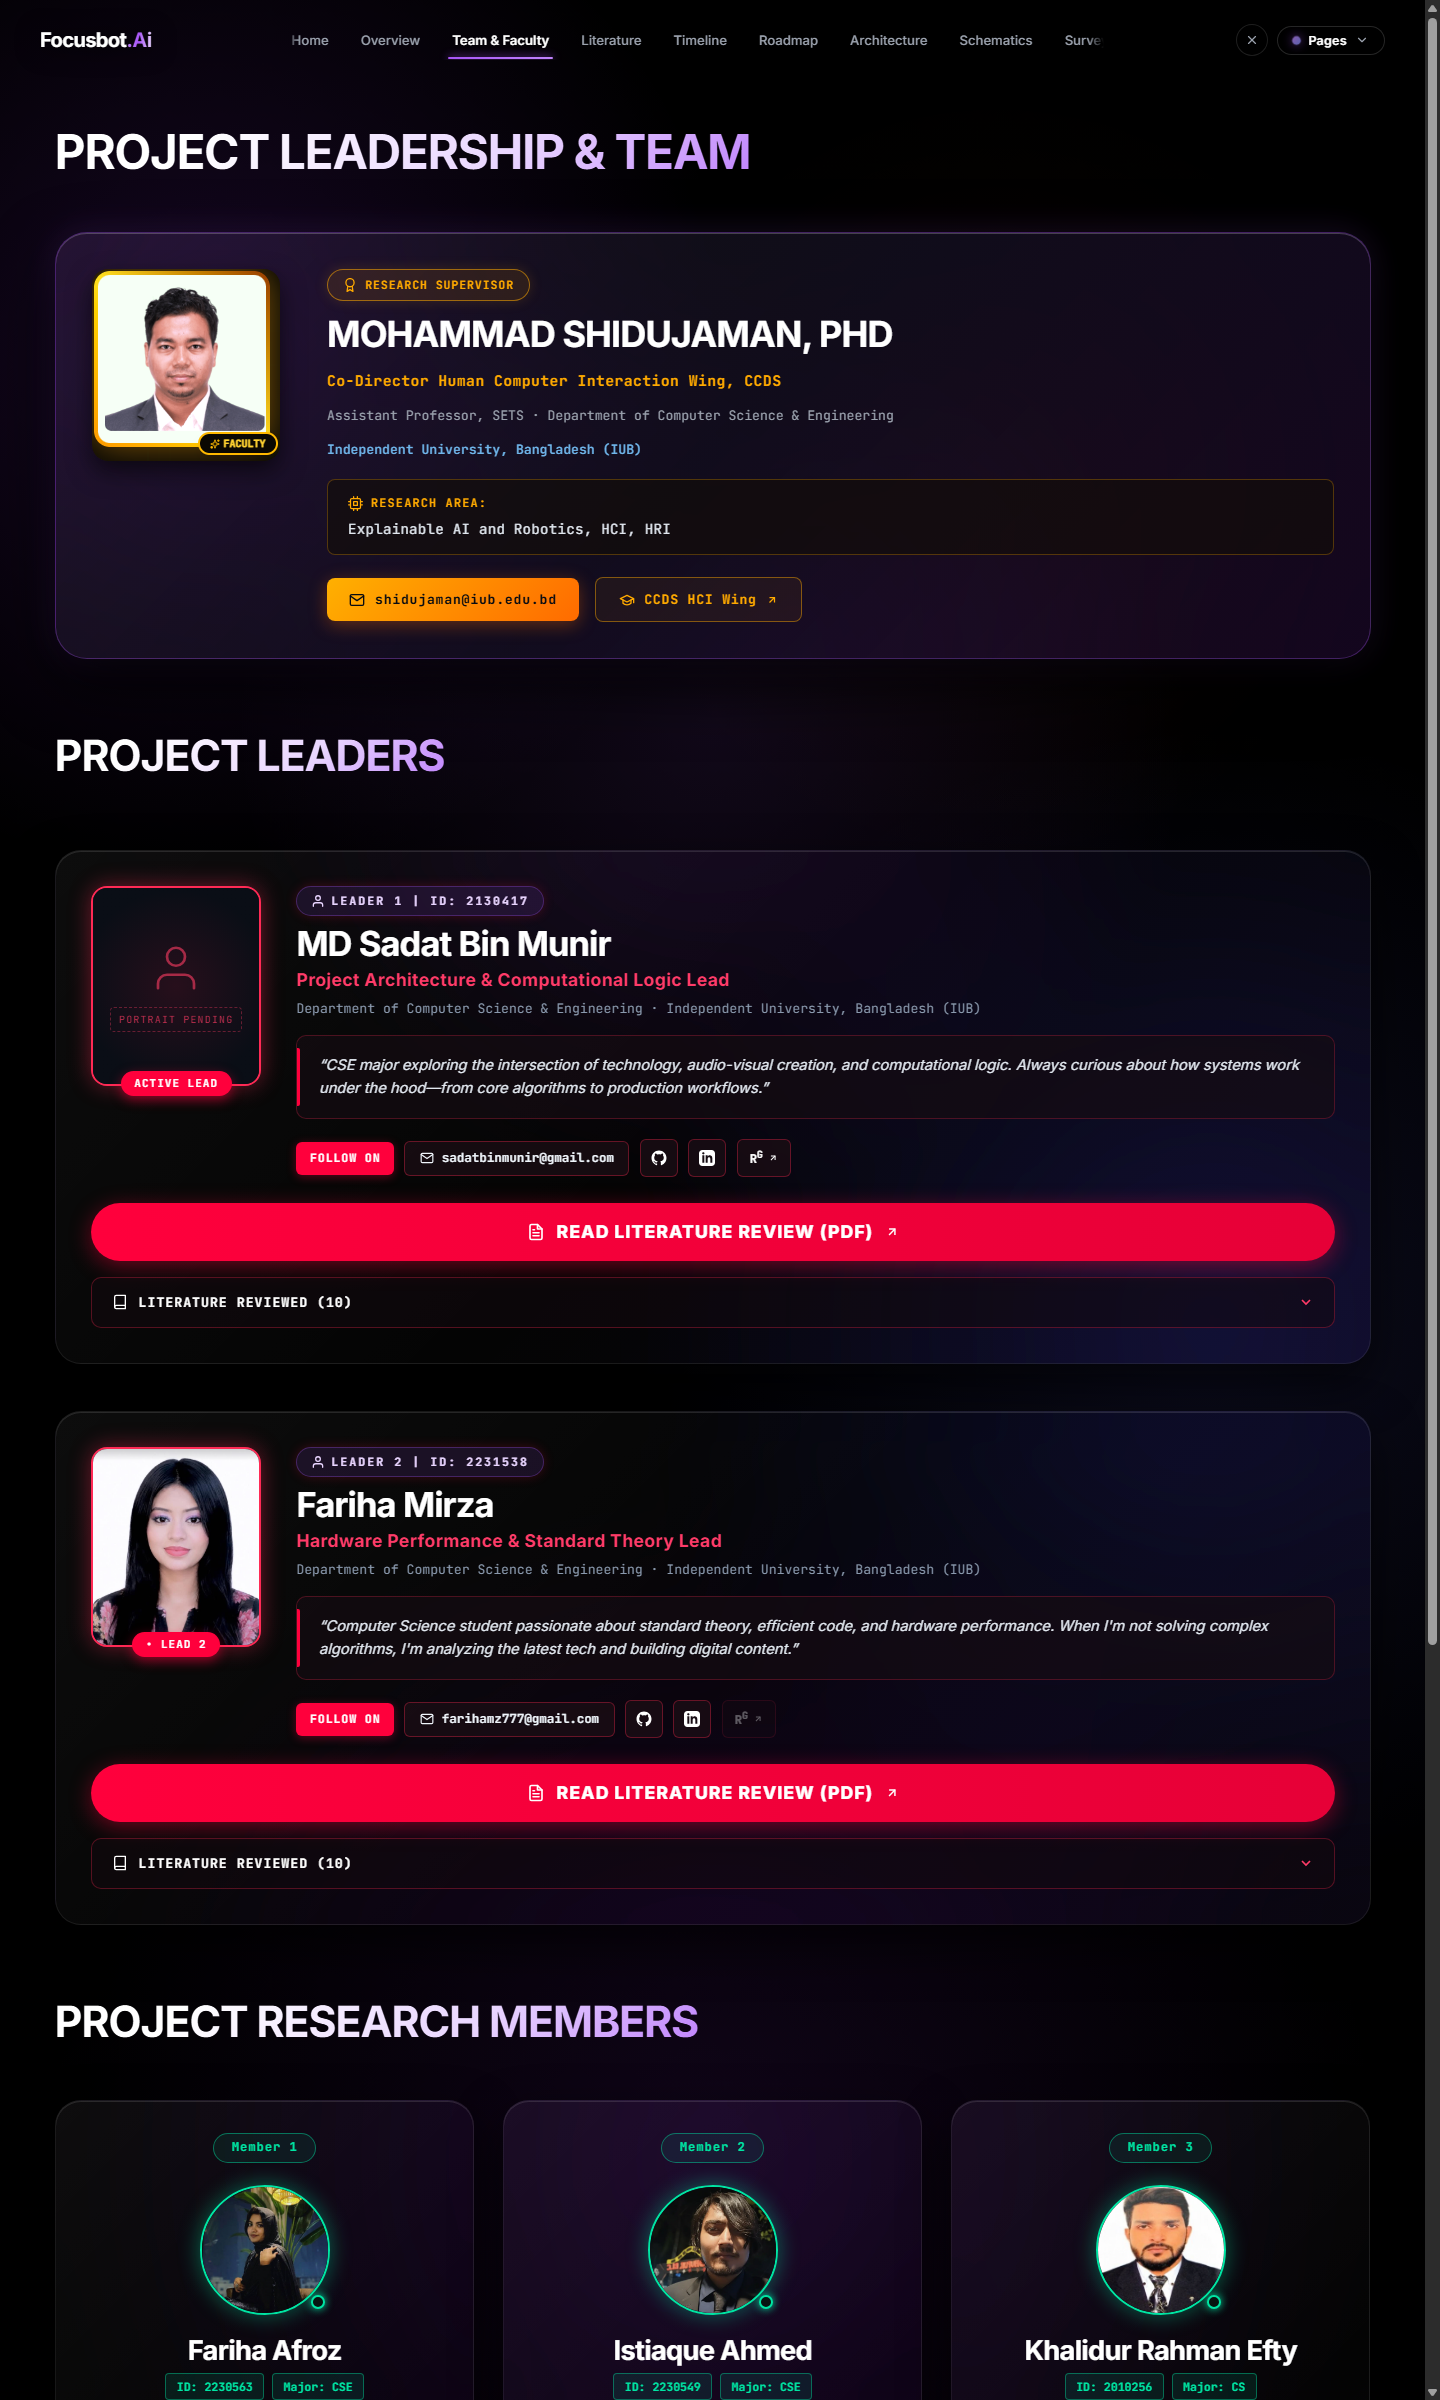 Focusbot.Ai
Home Overview Team & Faculty Literature Timeline Roadmap Architecture Schematics Surve
Pages
PROJECT LEADERSHIP & TEAM
RESEARCH SUPERVISOR
MOHAMMAD SHIDUJAMAN, PHD
Co-Director Human Computer Interaction Wing, CCDS
Assistant Professor, SETS · Department of Computer Science & Engineering
FACULTY
Independent University, Bangladesh (IUB)
RESEARCH AREA:
Explainable AI and Robotics, HCI, HRI
shidujaman@iub.edu.bd
CCDS HCI Wing
PROJECT LEADERS
LEADER 1 | ID: 2130417
MD Sadat Bin Munir
Project Architecture & Computational Logic Lead
Department of Computer Science & Engineering · Independent University, Bangladesh (IUB)
PORTRAIT PENDING
ACTIVE LEAD
"CSE major exploring the intersection of technology, audio-visual creation, and computational logic. Always curious about how systems work
under the hood—from core algorithms to production workflows."
FOLLOW ON
sadatbinmunir@gmail.com
in
RG
READ LITERATURE REVIEW (PDF)
LITERATURE REVIEWED (10)
LEADER 2 | ID: 2231538
Fariha Mirza
Hardware Performance & Standard Theory Lead
Department of Computer Science & Engineering · Independent University, Bangladesh (IUB)
• LEAD 2
"Computer Science student passionate about standard theory, efficient code, and hardware performance. When I'm not solving complex
algorithms, I'm analyzing the latest tech and building digital content."
FOLLOW ON
farihamz777@gmail.com
in
RG
READ LITERATURE REVIEW (PDF)
LITERATURE REVIEWED (10)
PROJECT RESEARCH MEMBERS
Member 1
Fariha Afroz
ID: 2230563
Major: CSE
Member 2
Istiaque Ahmed
ID: 2230549
Major: CSE
Member 3
Khalidur Rahman Efty
ID: 2010256
Major: CS